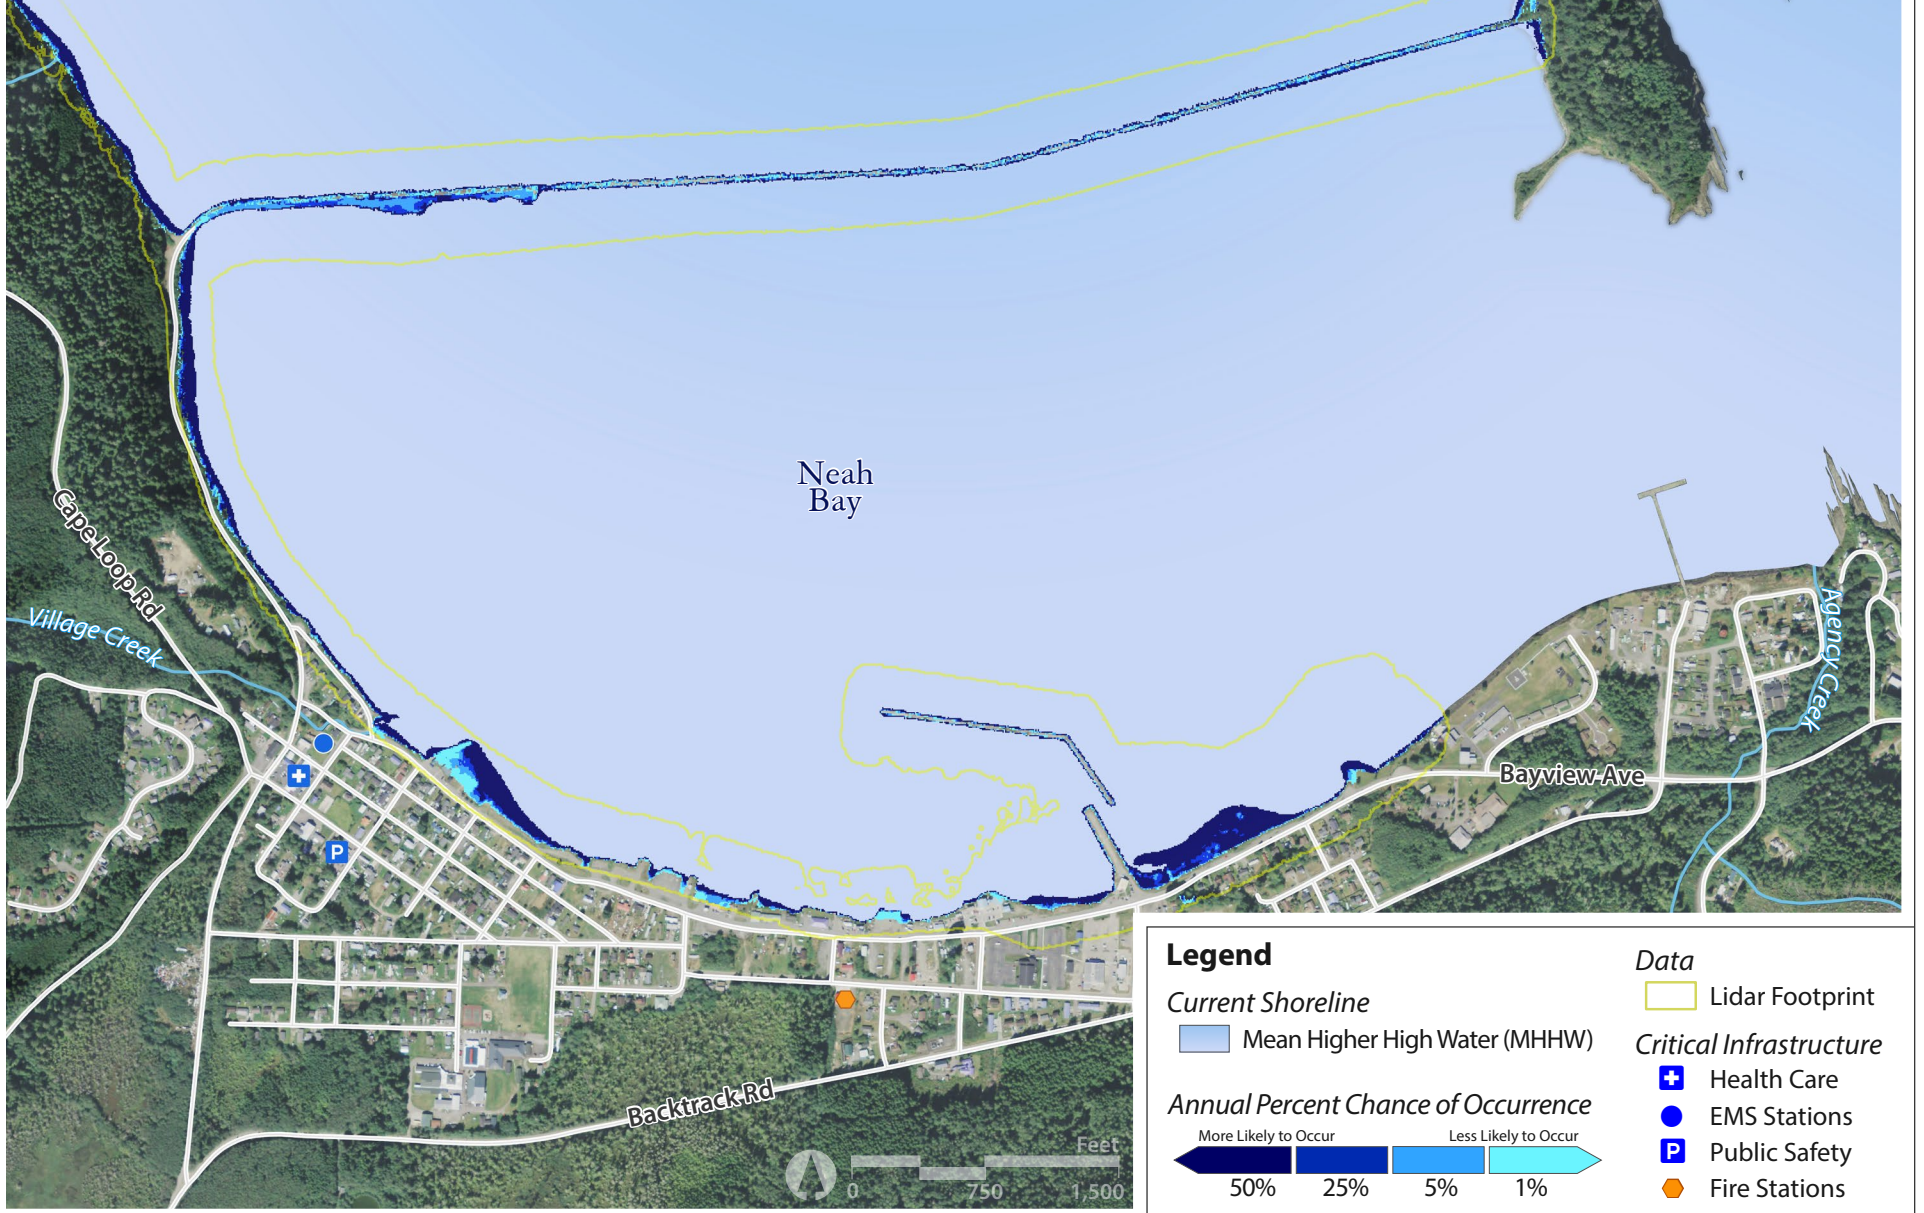 Neah
Bay
Cape Loop Rd
Village Creek
Agency Creek
Bayview Ave
Backtrack Rd
Feet
0 750 1,500
Legend
Current Shoreline
Mean Higher High Water (MHHW)
Annual Percent Chance of Occurrence
More Likely to Occur Less Likely to Occur
50% 25% 5% 1%
Data
Lidar Footprint
Critical Infrastructure
Health Care
EMS Stations
P Public Safety
Fire Stations
P